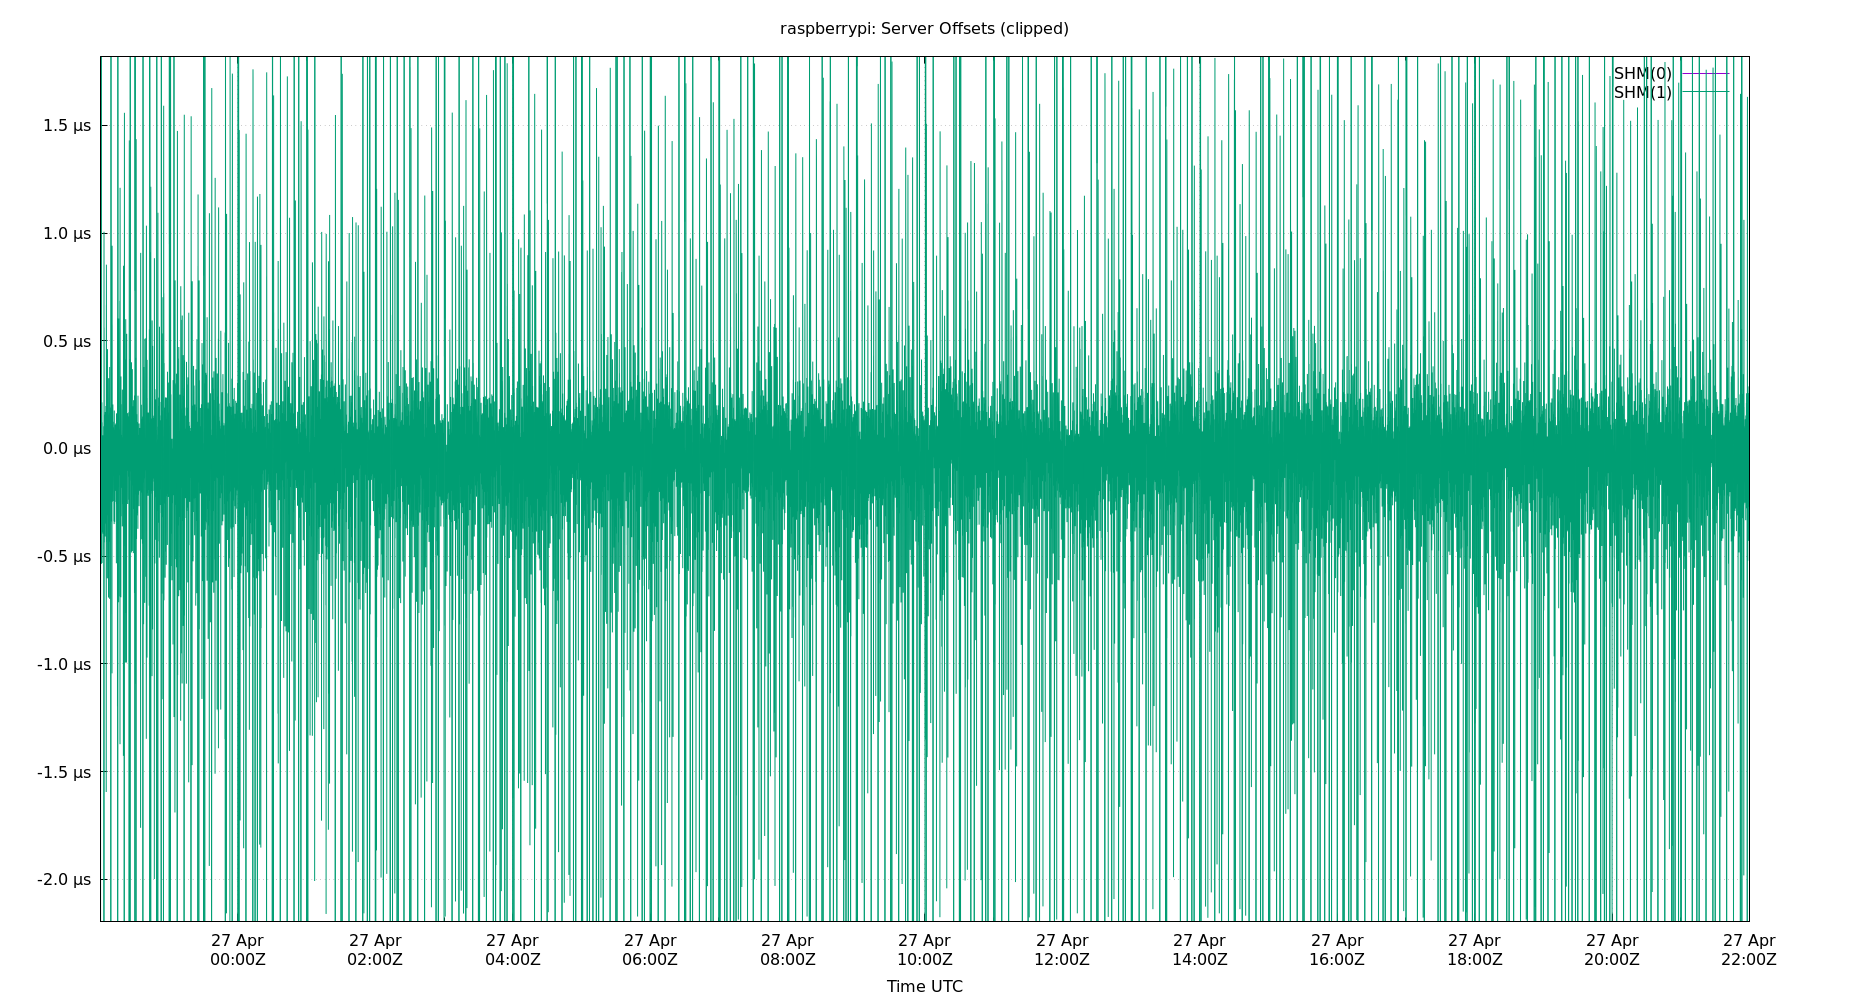 raspberrypi: Server Offsets (clipped)
SHM(0)
SHM(1)
1.5 µs
1.0 µs
0.5 µs
0.0 µs
-0.5 µs
-1.0 µs
-1.5 µs
-2.0 µs
27 Apr 27 Apr 27 Apr 27 Apr 27 Apr 27 Apr 27 Apr 27 Apr 27 Apr 27 Apr 27 Apr 27 Apr
00:00Z 02:00Z 04:00Z 06:00Z 08:00Z 10:00Z 12:00Z 14:00Z 16:00Z 18:00Z 20:00Z 22:00Z
Time UTC